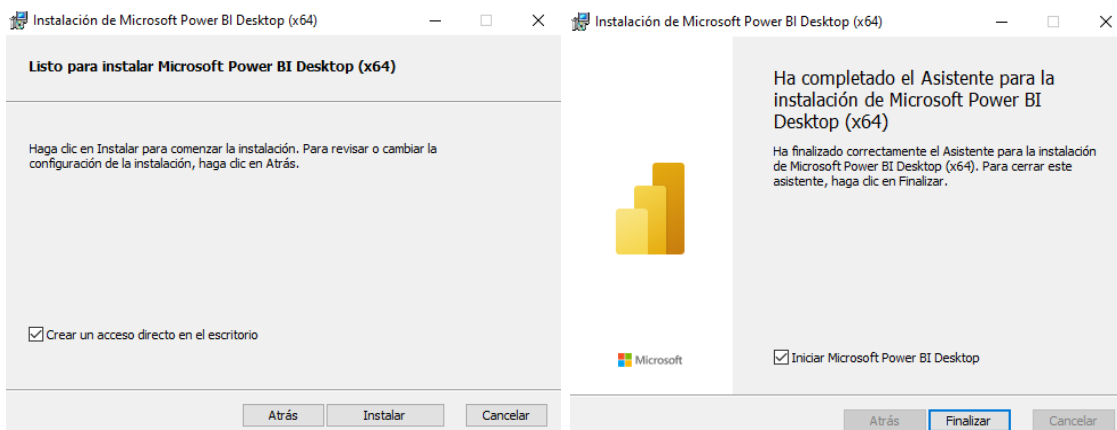 Instalación de Microsoft Power BI Desktop (x64)
Listo para instalar Microsoft Power BI Desktop (x64)
Haga clic en Instalar para comenzar la instalación. Para revisar o cambiar la
configuración de la instalación, haga clic en Atrás.
Crear un acceso directo en el escritorio
Atrás
Instalar
Cancelar
Instalación de Microsoft Power BI Desktop (x64)
Ha completado el Asistente para la
instalación de Microsoft Power BI
Desktop (x64)
Ha finalizado correctamente el Asistente para la instalación
de Microsoft Power BI Desktop (x64). Para cerrar este
asistente, haga clic en Finalizar.
Microsoft
Iniciar Microsoft Power BI Desktop
Atrás
Finalizar
Cancelar